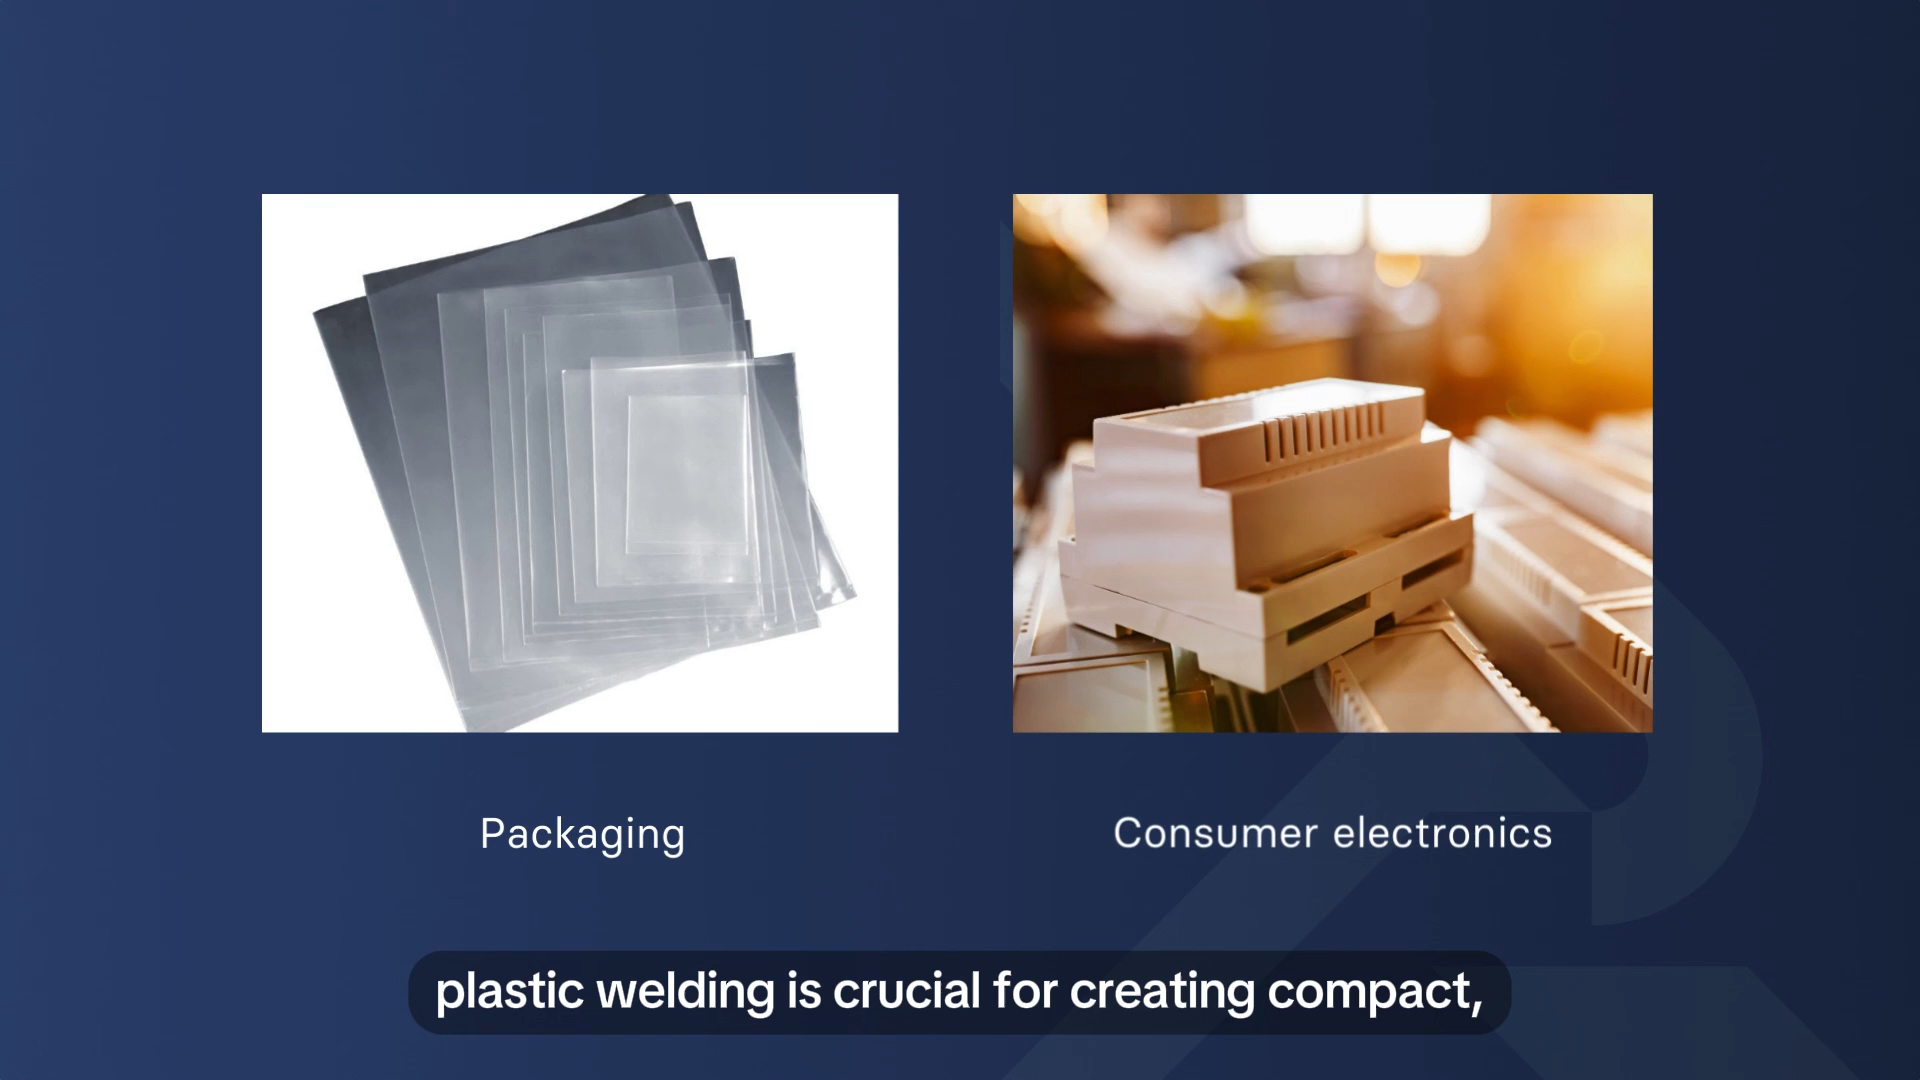 Packaging
Consumer electronics
plastic welding is crucial for creating compact,